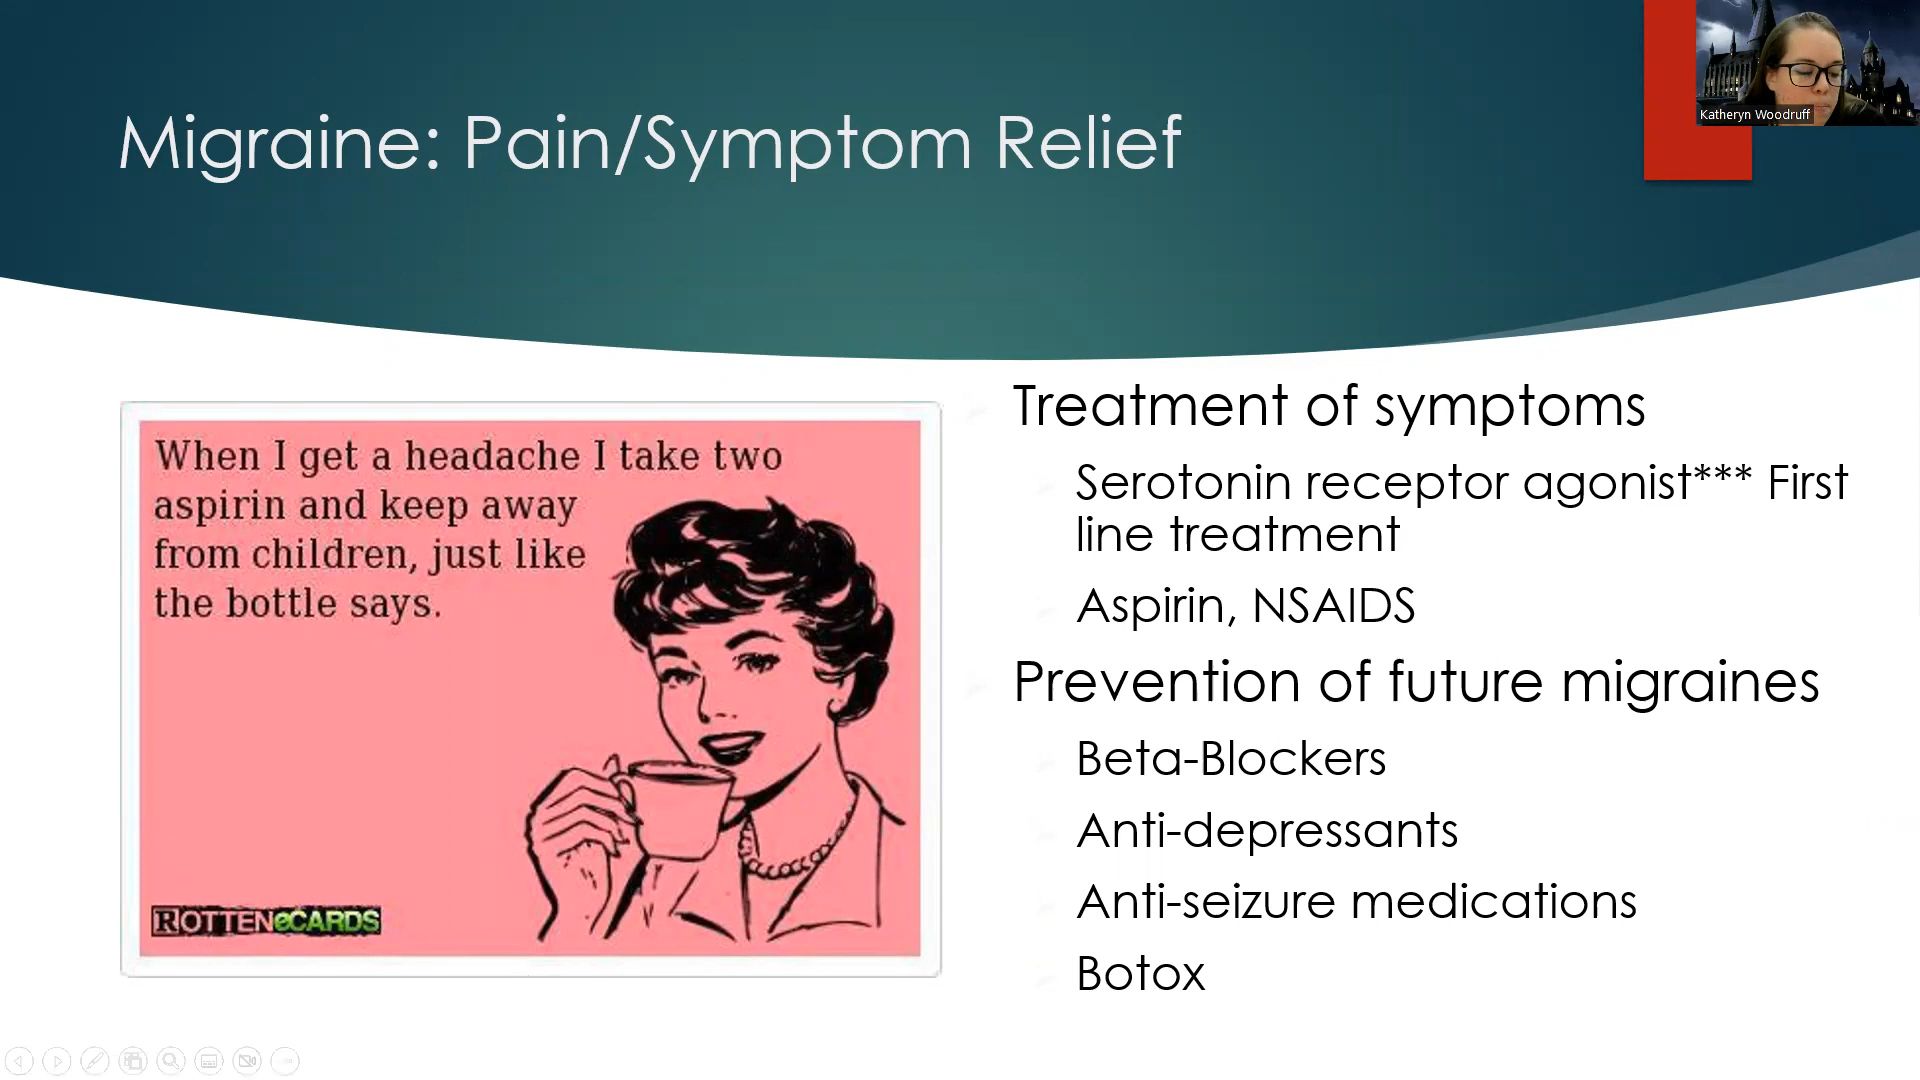 Katheryn Woodruff
Migraine: Pain/Symptom Relief
When I get a headache I take two
aspirin and keep away
from children, just like
the bottle says.
ROTTENeCARDS
Treatment of symptoms
Serotonin receptor agonist*** First
line treatment
Aspirin, NSAIDS
Prevention of future migraines
Beta-Blockers
Anti-depressants
Anti-seizure medications
Botox